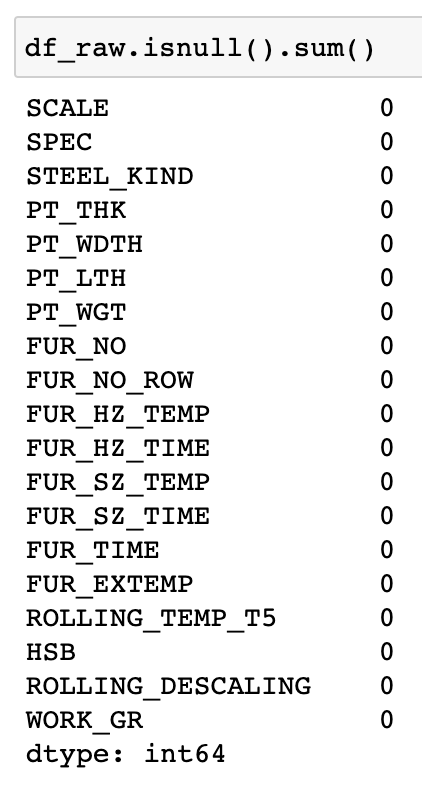 df_raw.isnull().sum()
SCALE 0
SPEC 0
STEEL_KIND 0
PT_THK 0
PT_WDTH 0
PT_LTH 0
PT_WGT 0
FUR_NO 0
FUR_NO_ROW 0
FUR_HZ_TEMP 0
FUR_HZ_TIME 0
FUR_SZ_TEMP 0
FUR_SZ_TIME 0
FUR_TIME 0
FUR_EXTEMP 0
ROLLING_TEMP_T5 0
HSB 0
ROLLING_DESCALING 0
WORK_GR 0
dtype: int64